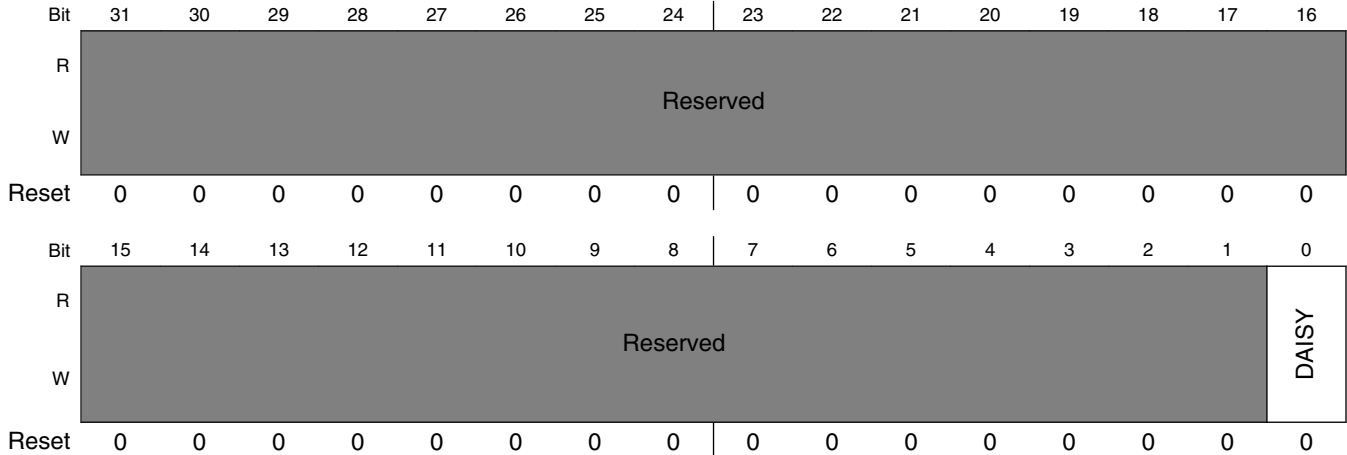 Bit 31 30 29 28 27 26 25 24 23 22 21 20 19 18 17 16
R
Reserved
W
Reset 0 0 0 0 0 0 0 0 0 0 0 0 0 0 0 0
Bit 15 14 13 12 11 10 9 8 7 6 5 4 3 2 1 0
R
Reserved
DAISY
W
Reset 0 0 0 0 0 0 0 0 0 0 0 0 0 0 0 0